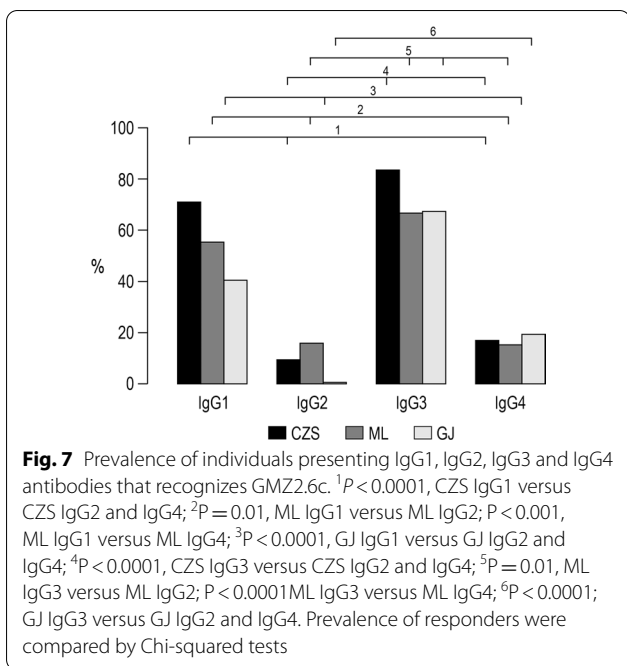 6
5
4
3
2
1
100
80
60
%
40
20
0
IgG1 IgG2 IgG3 IgG4
CZS ML GJ
Fig. 7 Prevalence of individuals presenting IgG1, IgG2, IgG3 and IgG4
antibodies that recognizes GMZ2.6c. ¹P < 0.0001, CZS IgG1 versus
CZS IgG2 and IgG4; ²P = 0.01, ML IgG1 versus ML IgG2; P < 0.001,
ML IgG1 versus ML IgG4; ³P < 0.0001, GJ IgG1 versus GJ IgG2 and
IgG4; ⁴P < 0.0001, CZS IgG3 versus CZS IgG2 and IgG4; ⁵P = 0.01, ML
IgG3 versus ML IgG2; P < 0.0001ML IgG3 versus ML IgG4; ⁶P < 0.0001;
GJ IgG3 versus GJ IgG2 and IgG4. Prevalence of responders were
compared by Chi-squared tests